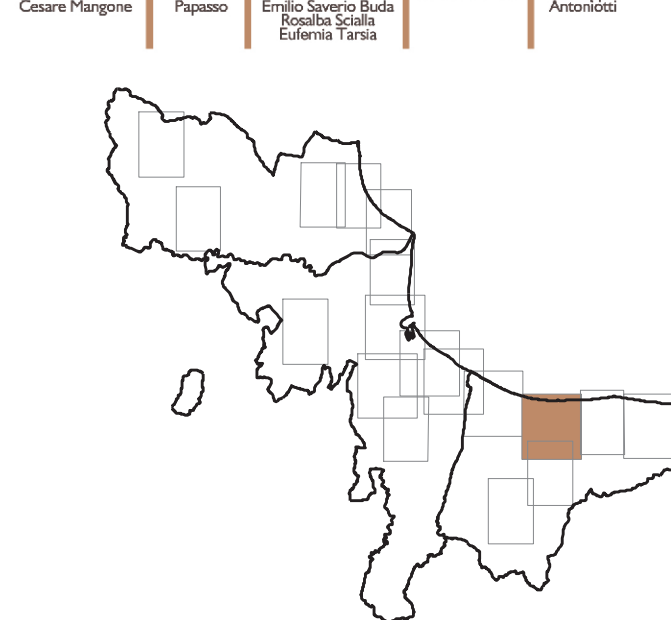 Cesare Mangone
Papasso
Emilio Saverio Buda
Rosalba Scialla
Eufemia Tarsia
Antoniotti